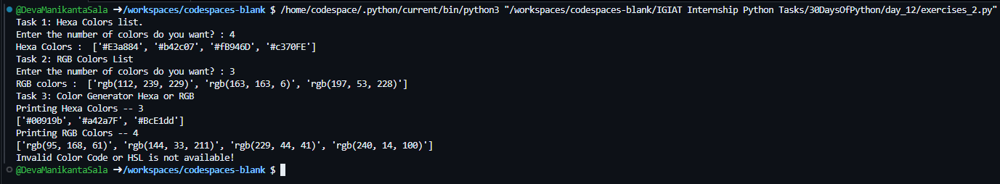 @DevaManikantaSala ➜/workspaces/codespaces-blank $ /home/codespace/.python/current/bin/python3 "/workspaces/codespaces-blank/IGIAT Internship Python Tasks/30DaysOfPython/day_12/exercises_2.py"
Task 1: Hexa Colors list.
Enter the number of colors do you want? : 4
Hexa Colors :  ['#E3a884', '#b42c07', '#fB946D', '#c370FE']
Task 2: RGB Colors List
Enter the number of colors do you want? : 3
RGB colors :  ['rgb(112, 239, 229)', 'rgb(163, 163, 6)', 'rgb(197, 53, 228)']
Task 3: Color Generator Hexa or RGB
Printing Hexa Colors -- 3
['#00919b', '#a42a7F', '#BcE1dd']
Printing RGB Colors -- 4
['rgb(95, 168, 61)', 'rgb(144, 33, 211)', 'rgb(229, 44, 41)', 'rgb(240, 14, 100)']
Invalid Color Code or HSL is not available!
@DevaManikantaSala ➜/workspaces/codespaces-blank $